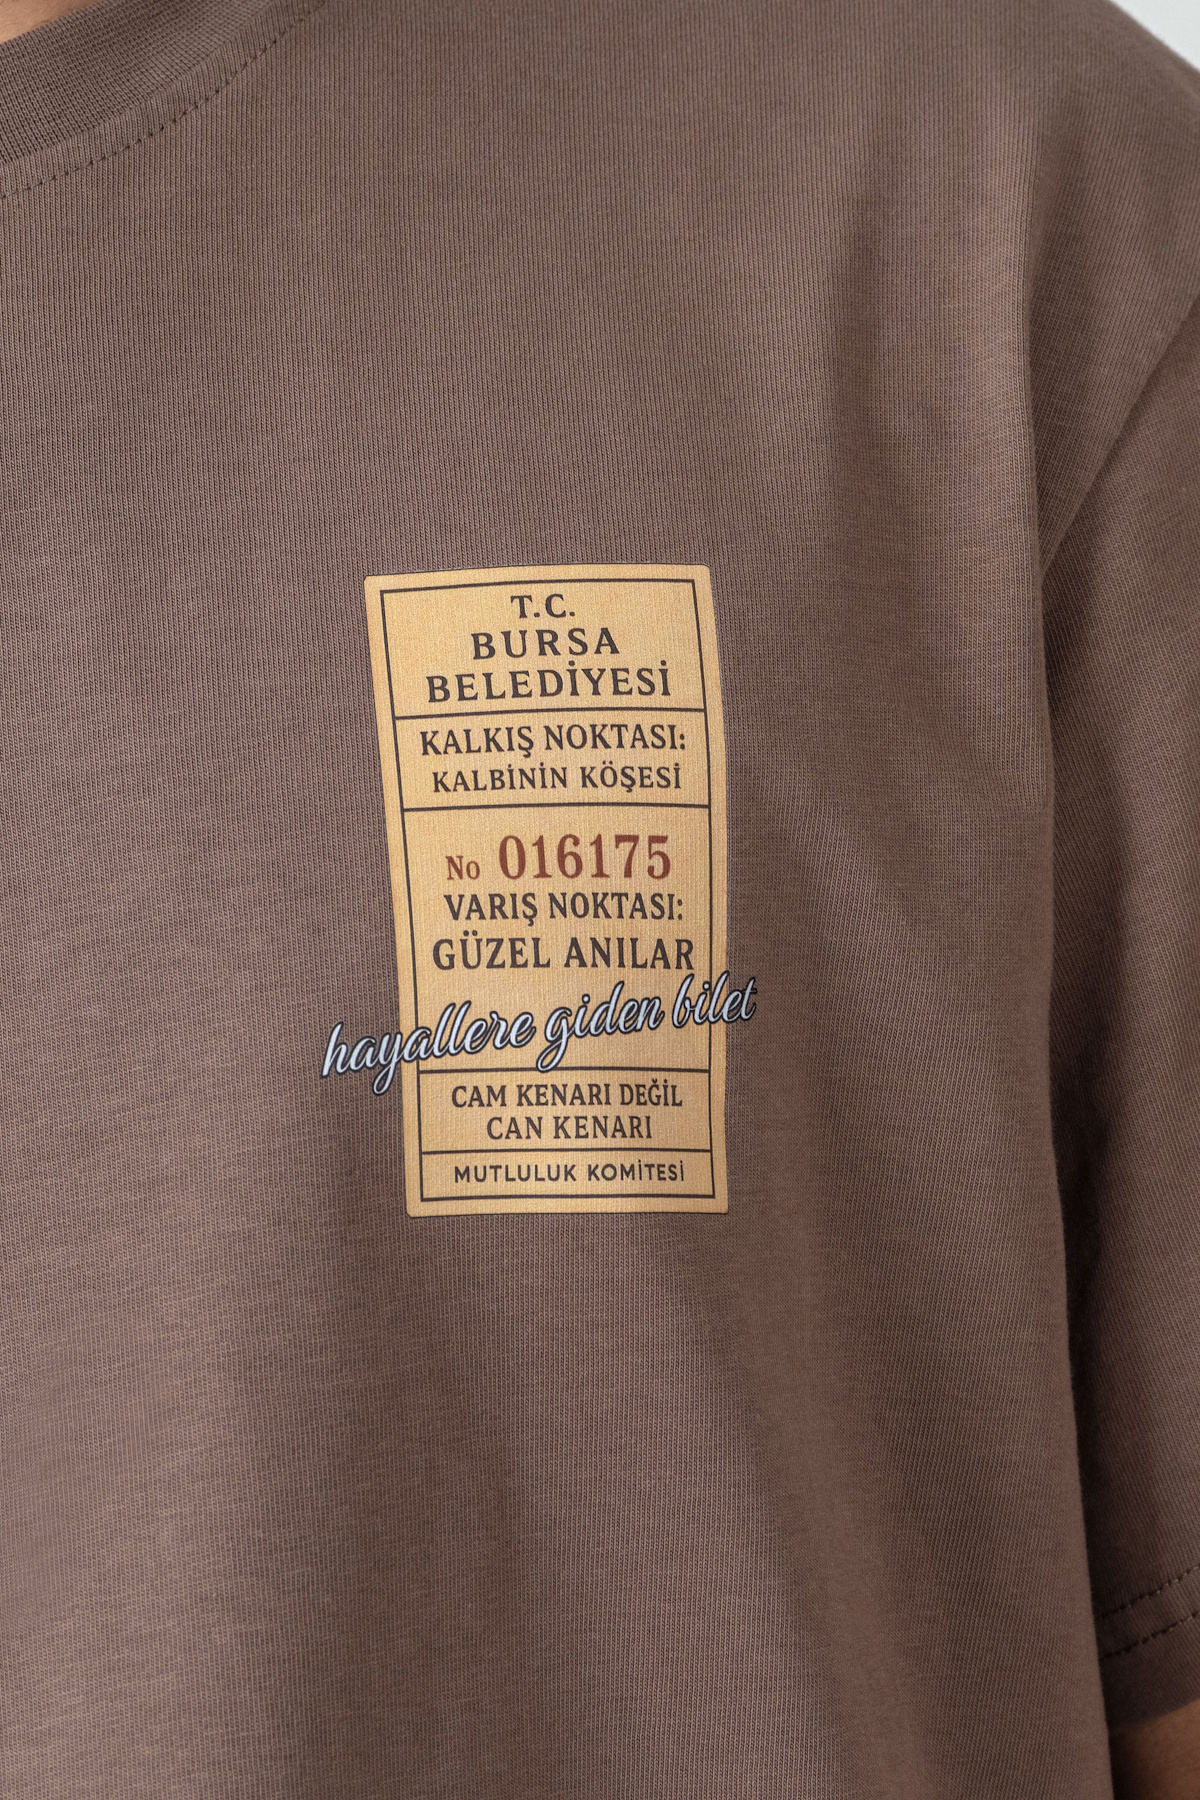 T.C.
BURSA
BELEDİYESİ
KALKIŞ NOKTASI:
KALBİNİN KÖŞESİ
No 016175
VARIŞ NOKTASI:
GÜZEL ANILAR
hayallere giden bilet
CAM KENARI DEĞİL
CAN KENARI
MUTLULUK KOMİTESİ